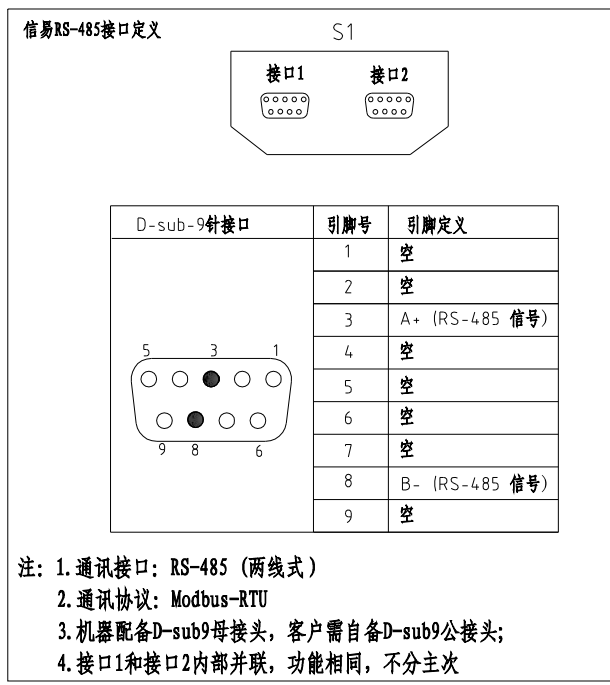 信易RS-485接口定义
S1
接口1 接口2
D-sub-9针接口 引脚号 引脚定义
1 空
2 空
3 A+ (RS-485 信号)
4 空
5 空
6 空
7 空
8 B- (RS-485 信号)
9 空
5 3 1
9 8 6
注: 1.通讯接口: RS-485 (两线式)
2.通讯协议: Modbus-RTU
3.机器配备D-sub9母接头, 客户需自备D-sub9公接头;
4.接口1和接口2内部并联, 功能相同, 不分主次